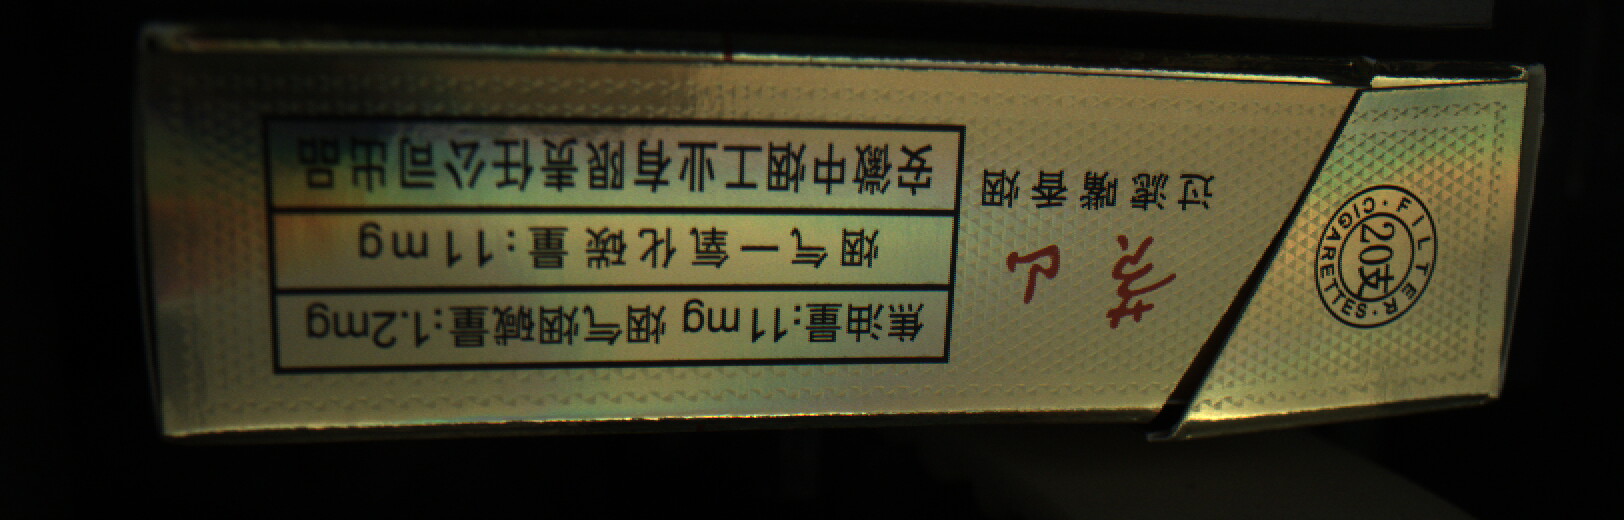 焦油量:11mg 烟气烟碱量:1.2mg
烟气一氧化碳量:11mg
安徽中烟工业有限责任公司出品
黄山
过滤嘴香烟
FILTER · CIGARETTES ·
20支